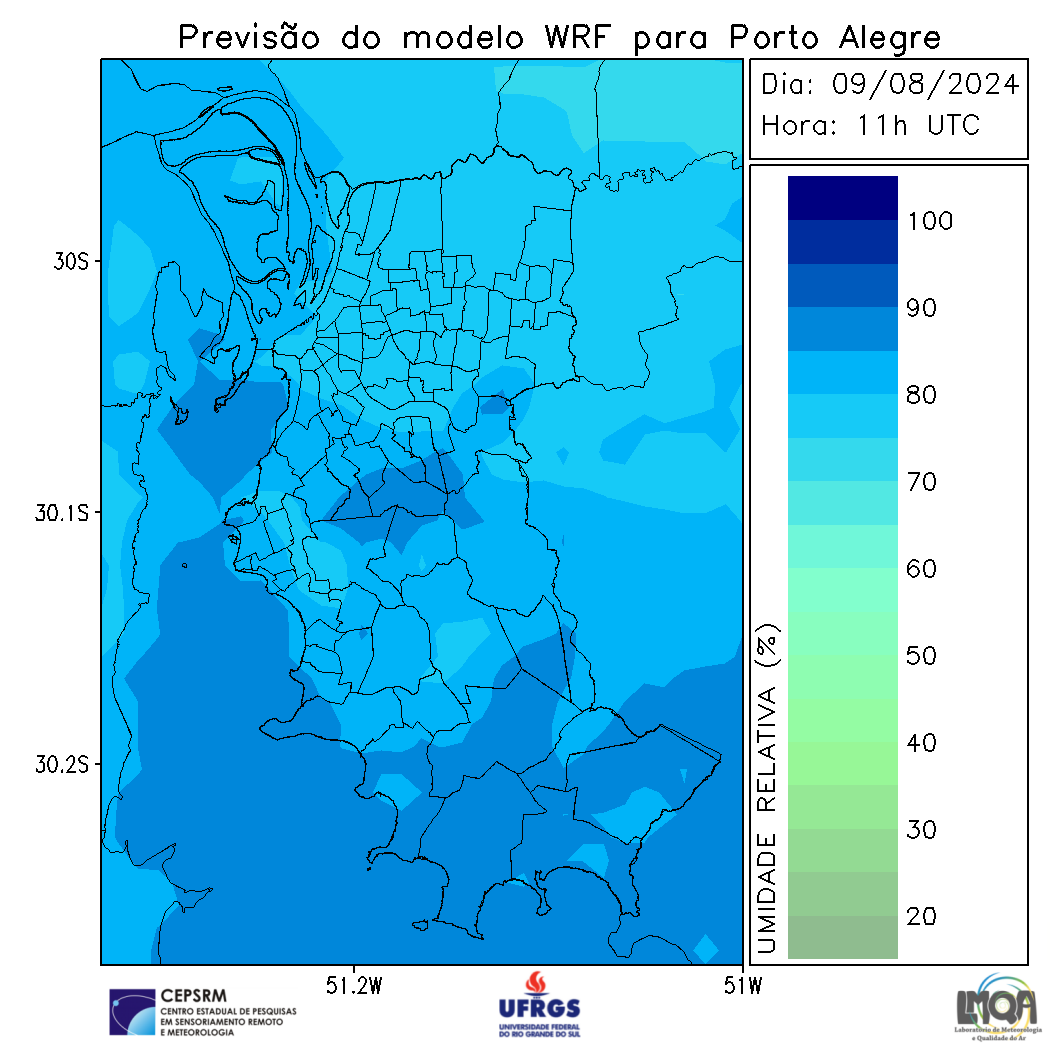 Previsão do modelo WRF para Porto Alegre
Dia: 09/08/2024
Hora: 11h UTC
30S
30.1S
30.2S
51.2W
51W
100
90
80
70
60
50
40
30
20
UMIDADE RELATIVA (%)
CEPSRM
CENTRO ESTADUAL DE PESQUISAS
EM SENSORIAMENTO REMOTO
E METEOROLOGIA
UFRGS
UNIVERSIDADE FEDERAL
DO RIO GRANDE DO SUL
LMQA
Laboratório de Meteorologia
e Qualidade do Ar